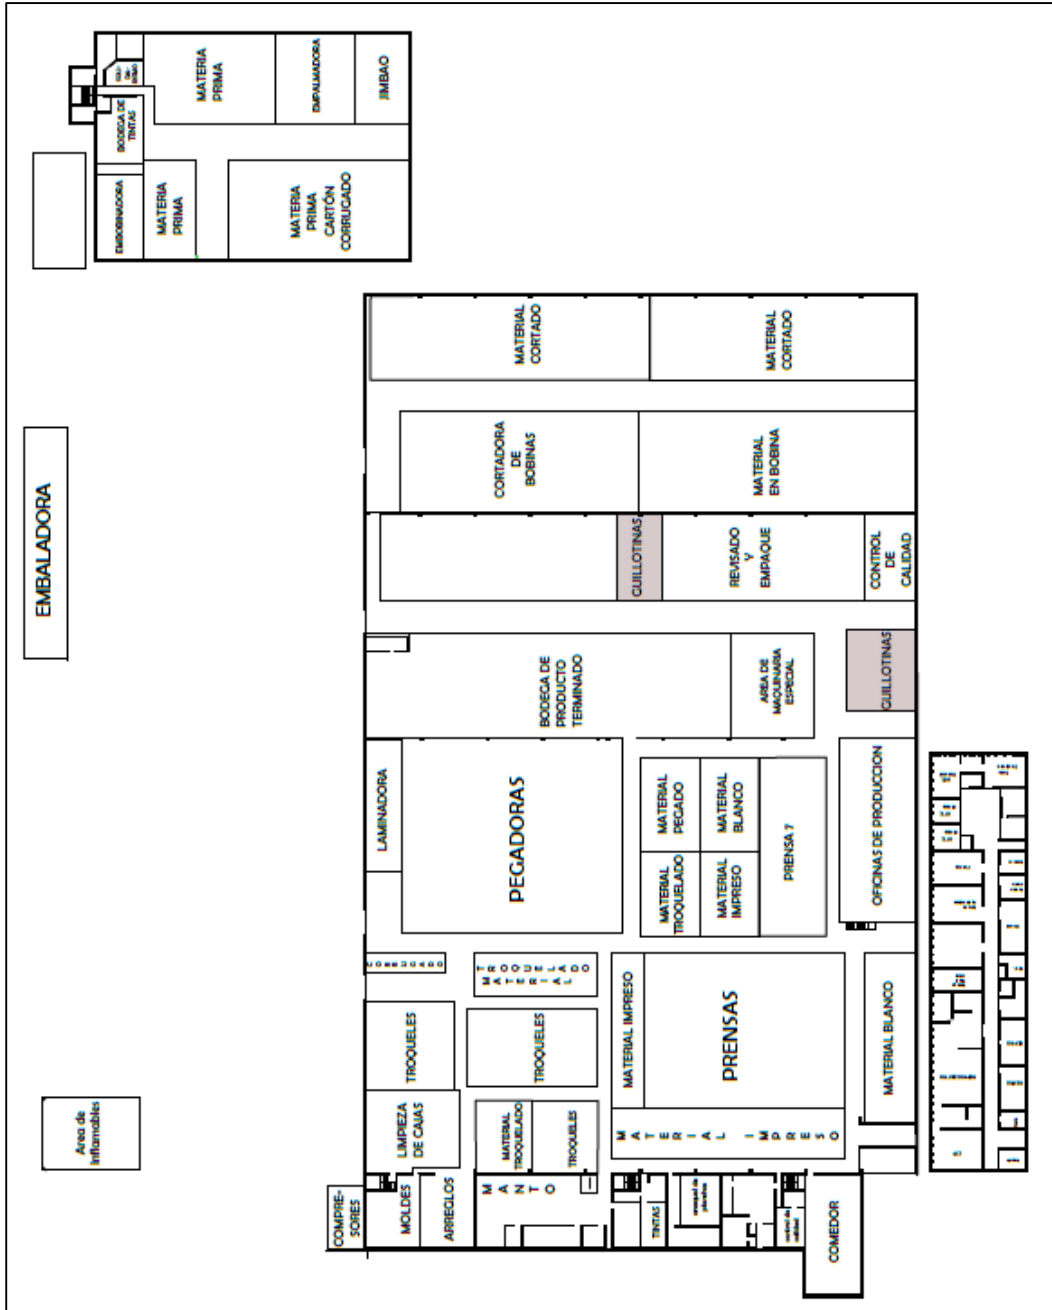 MATERIA
PRIMA
EMPALMADORA
JIMBAO
BODEGA DE
TINTAS
EMBOBINADORA
MATERIA
PRIMA
MATERIA
PRIMA
CARTÓN
CORRUGADO
EMBALADORA
MATERIAL
CORTADO
MATERIAL
CORTADO
CORTADORA
DE
BOBINAS
MATERIAL
EN BOBINA
GUILLOTINAS
REVISADO
Y
EMPAQUE
CONTROL
DE
CALIDAD
BODEGA DE
PRODUCTO
TERMINADO
AREA DE
MAQUINARIA
ESPECIAL
GUILLOTINAS
LAMINADORA
PEGADORAS
MATERIAL
PEGADO
MATERIAL
BLANCO
MATERIAL
TROQUELADO
MATERIAL
IMPRESO
PRENSA 7
OFICINAS DE PRODUCCION
MATERIAL
TROQUELADO
TROQUELES
TROQUELES
MATERIAL IMPRESO
PRENSAS
MATERIAL BLANCO
Area de
Inflamables
LIMPIEZA
DE CAJAS
MATERIAL
TROQUELADO
TROQUELES
MATERIAL IMPRESO
COMPRE-
SORES
MOLDES
ARREGLOS
MANTO
TINTAS
control de
calidad
COMEDOR